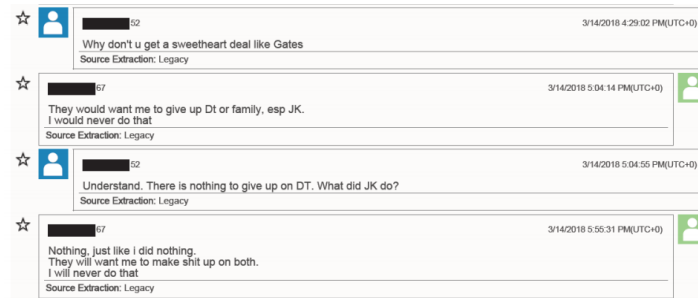 52
3/14/2018 4:29:02 PM(UTC+0)
Why don't u get a sweetheart deal like Gates
Source Extraction: Legacy
67
3/14/2018 5:04:14 PM(UTC+0)
They would want me to give up Dt or family, esp JK.
I would never do that
Source Extraction: Legacy
52
3/14/2018 5:04:55 PM(UTC+0)
Understand. There is nothing to give up on DT. What did JK do?
Source Extraction: Legacy
67
3/14/2018 5:55:31 PM(UTC+0)
Nothing, just like i did nothing.
They will want me to make shit up on both.
I will never do that
Source Extraction: Legacy